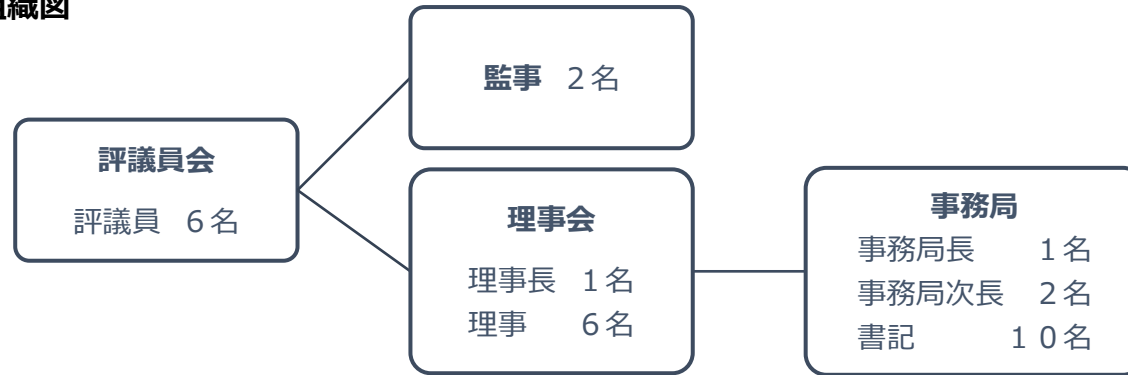 組織図
監事 2名
評議員会
評議員 6名
理事会
理事長 1名
理事 6名
事務局
事務局長 1名
事務局次長 2名
書記 10名